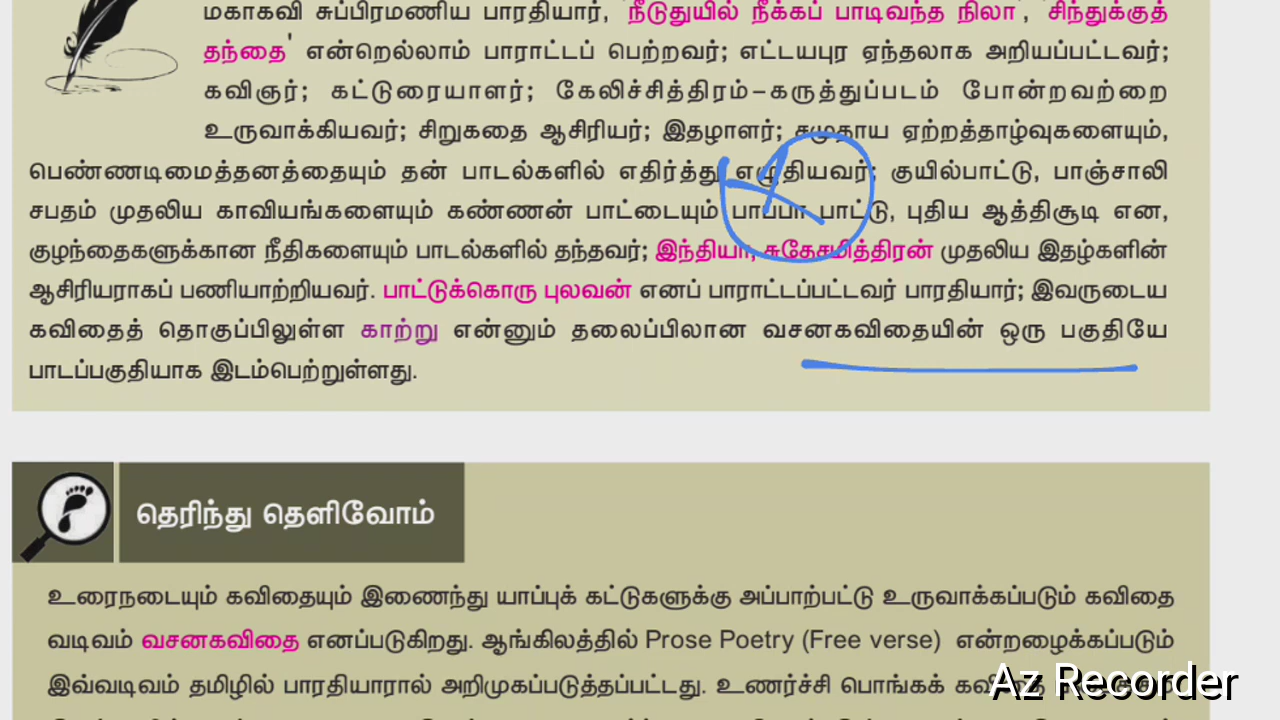 மகாகவி சுப்பிரமணிய பாரதியார், 'நீடுதுயில் நீக்கப் பாடிவந்த நிலா', 'சிந்துக்குத்
தந்தை' என்றெல்லாம் பாராட்டப் பெற்றவர்; எட்டயபுர ஏந்தலாக அறியப்பட்டவர்;
கவிஞர்; கட்டுரையாளர்; கேலிச்சித்திரம்–கருத்துப்படம் போன்றவற்றை
உருவாக்கியவர்; சிறுகதை ஆசிரியர்; இதழாளர்; சமுதாய ஏற்றத்தாழ்வுகளையும்,
பெண்ணடிமைத்தனத்தையும் தன் பாடல்களில் எதிர்த்து எழுதியவர்; குயில்பாட்டு, பாஞ்சாலி
சபதம் முதலிய காவியங்களையும் கண்ணன் பாட்டையும் பாப்பா பாட்டு, புதிய ஆத்திசூடி என,
குழந்தைகளுக்கான நீதிகளையும் பாடல்களில் தந்தவர்; இந்தியா, சுதேசமித்திரன் முதலிய இதழ்களின்
ஆசிரியராகப் பணியாற்றியவர். பாட்டுக்கொரு புலவன் எனப் பாராட்டப்பட்டவர் பாரதியார்; இவருடைய
கவிதைத் தொகுப்பிலுள்ள காற்று என்னும் தலைப்பிலான வசனகவிதையின் ஒரு பகுதியே
பாடப்பகுதியாக இடம்பெற்றுள்ளது.
தெரிந்து தெளிவோம்
உரைநடையும் கவிதையும் இணைந்து யாப்புக் கட்டுகளுக்கு அப்பாற்பட்டு உருவாக்கப்படும் கவிதை
வடிவம் வசனகவிதை எனப்படுகிறது. ஆங்கிலத்தில் Prose Poetry (Free verse) என்றழைக்கப்படும்
இவ்வடிவம் தமிழில் பாரதியாரால் அறிமுகப்படுத்தப்பட்டது. உணர்ச்சி பொங்கக்
Az Recorder